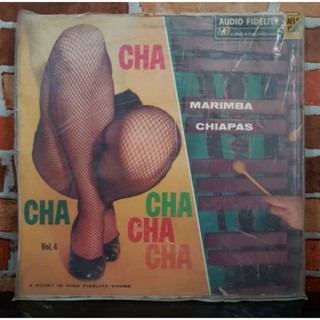 AUDIO FIDELITY
CHA
MARIMBA
CHIAPAS
CHA
CHA
CHA
CHA
Vol. 4
A STUDY IN HIGH FIDELITY SOUND